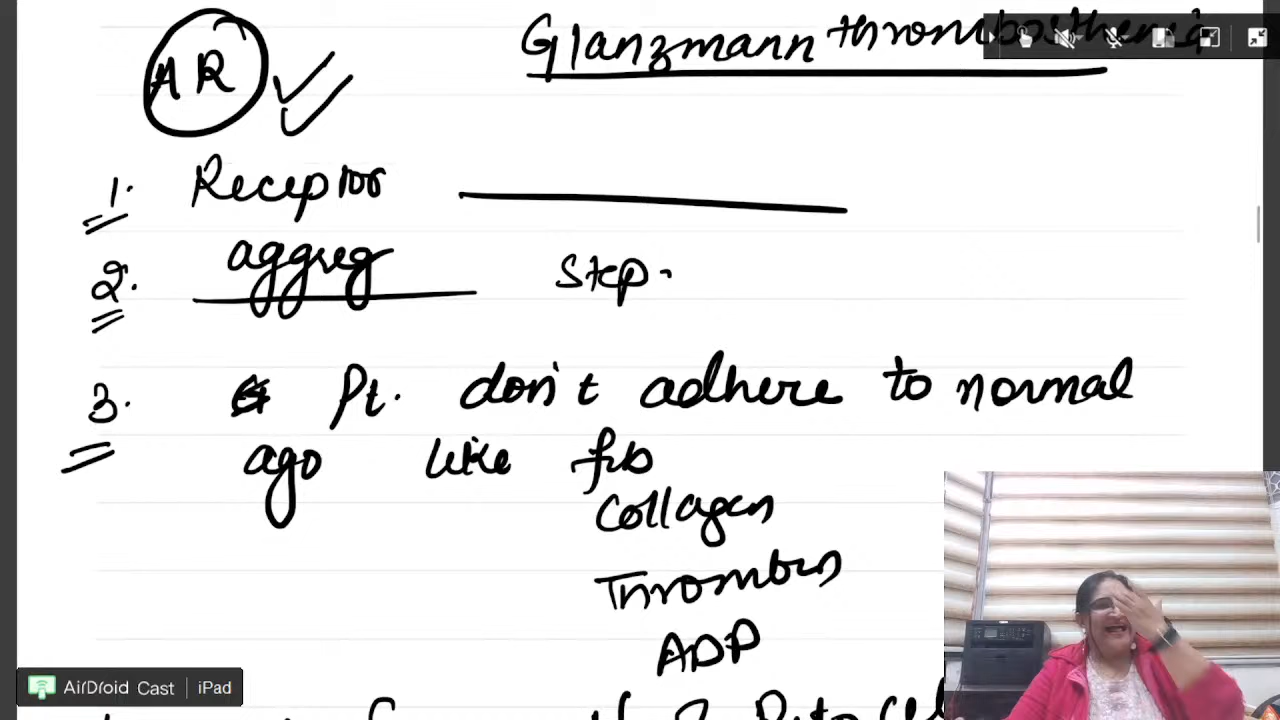 Glanzmann thrombosthenia
AR
1. Receptor
2. aggreg step.
3. Pt. don't adhere to normal
ago like fib
Collagen
Thrombin
ADP
AirDroid Cast | iPad